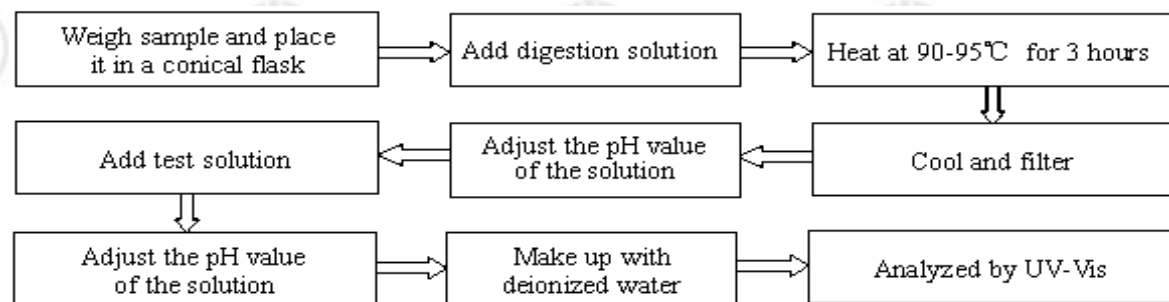 Weigh sample and place
it in a conical flask
Add digestion solution
Heat at 90-95℃ for 3 hours
Cool and filter
Adjust the pH value
of the solution
Add test solution
Adjust the pH value
of the solution
Make up with
deionized water
Analyzed by UV-Vis